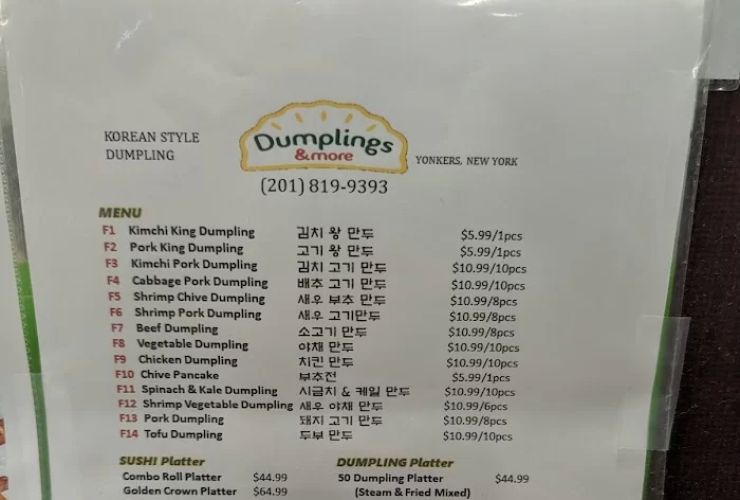 KOREAN STYLE
DUMPLING
Dumplings
& more
YONKERS, NEW YORK
(201) 819-9393
MENU
F1 Kimchi King Dumpling 김치 왕 만두 $5.99/1pcs
F2 Pork King Dumpling 고기 왕 만두 $5.99/1pcs
F3 Kimchi Pork Dumpling 김치 고기 만두 $10.99/10pcs
F4 Cabbage Pork Dumpling 배추 고기 만두 $10.99/10pcs
F5 Shrimp Chive Dumpling 새우 부추 만두 $10.99/8pcs
F6 Shrimp Pork Dumpling 새우 고기만두 $10.99/8pcs
F7 Beef Dumpling 소고기 만두 $10.99/8pcs
F8 Vegetable Dumpling 야채 만두 $10.99/10pcs
F9 Chicken Dumpling 치킨 만두 $10.99/10pcs
F10 Chive Pancake 부추전 $5.99/1pcs
F11 Spinach & Kale Dumpling 시금치 & 케일 만두 $10.99/10pcs
F12 Shrimp Vegetable Dumpling 새우 야채 만두 $10.99/6pcs
F13 Pork Dumpling 돼지 고기 만두 $10.99/8pcs
F14 Tofu Dumpling 두부 만두 $10.99/10pcs
SUSHI Platter
Combo Roll Platter $44.99
Golden Crown Platter $64.99
DUMPLING Platter
50 Dumpling Platter $44.99
(Steam & Fried Mixed)